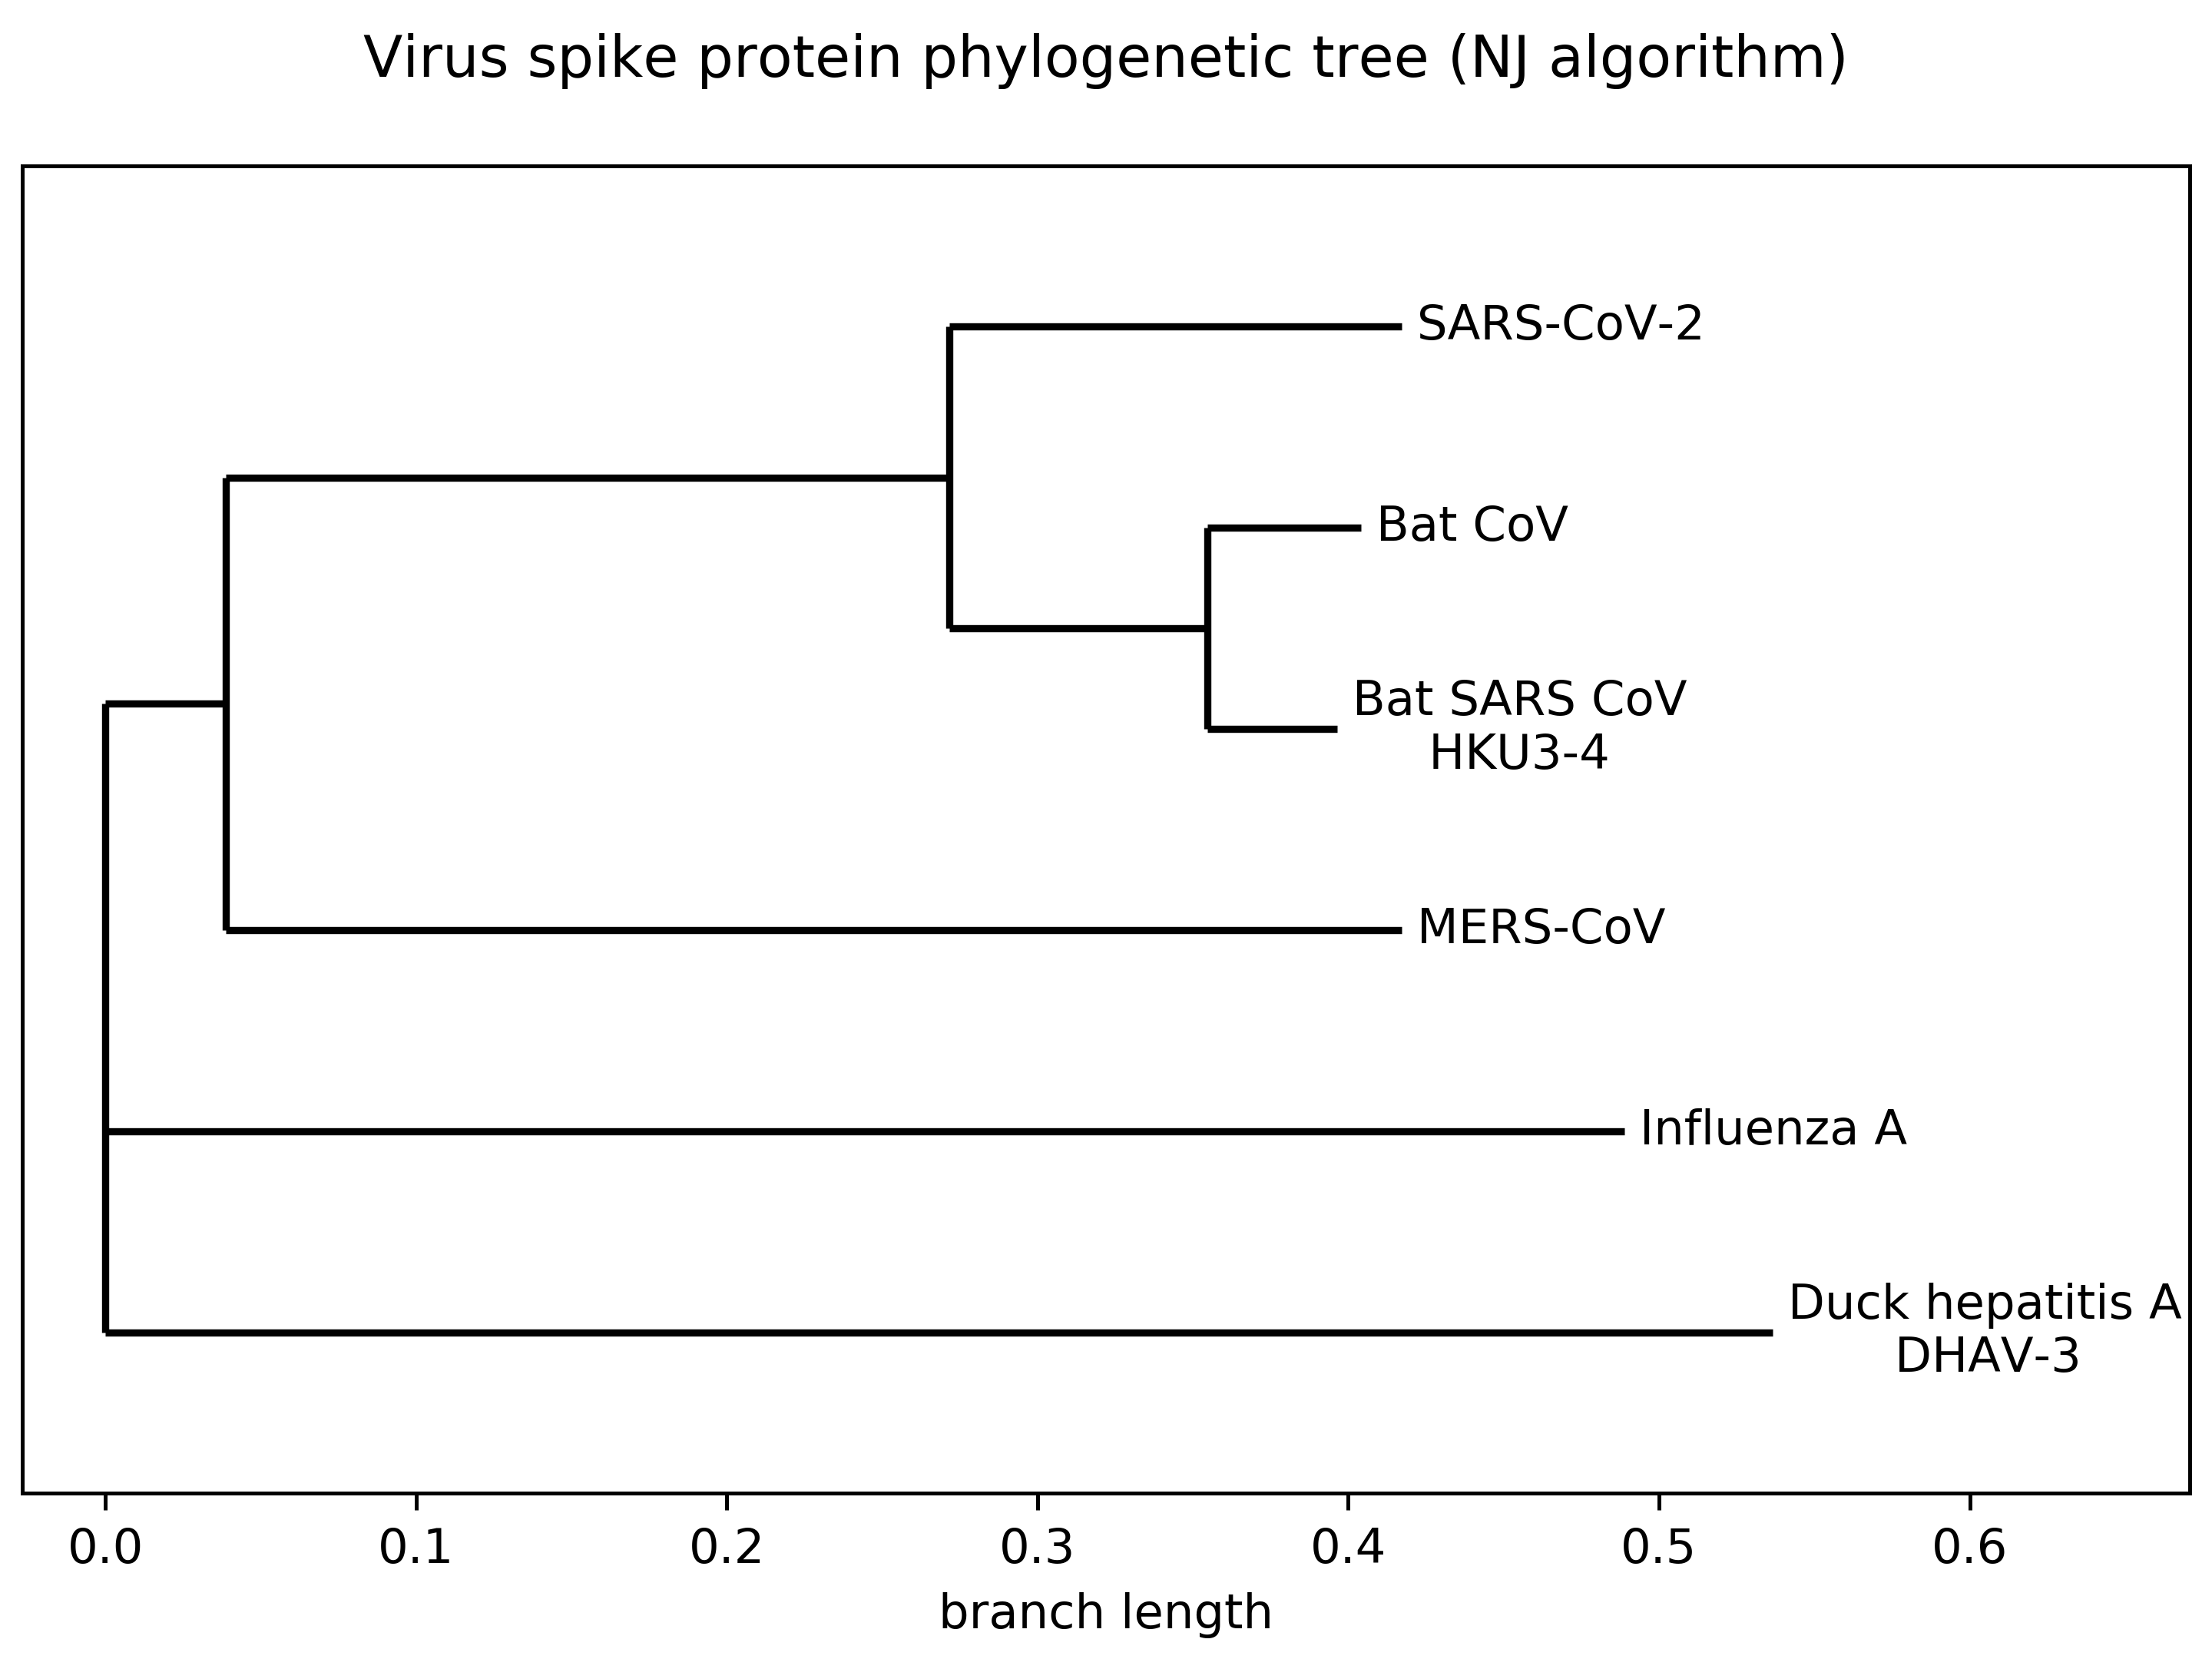 Virus spike protein phylogenetic tree (NJ algorithm)
SARS-CoV-2
Bat CoV
Bat SARS CoV
HKU3-4
MERS-CoV
Influenza A
Duck hepatitis A
DHAV-3
0.0 0.1 0.2 0.3 0.4 0.5 0.6
branch length